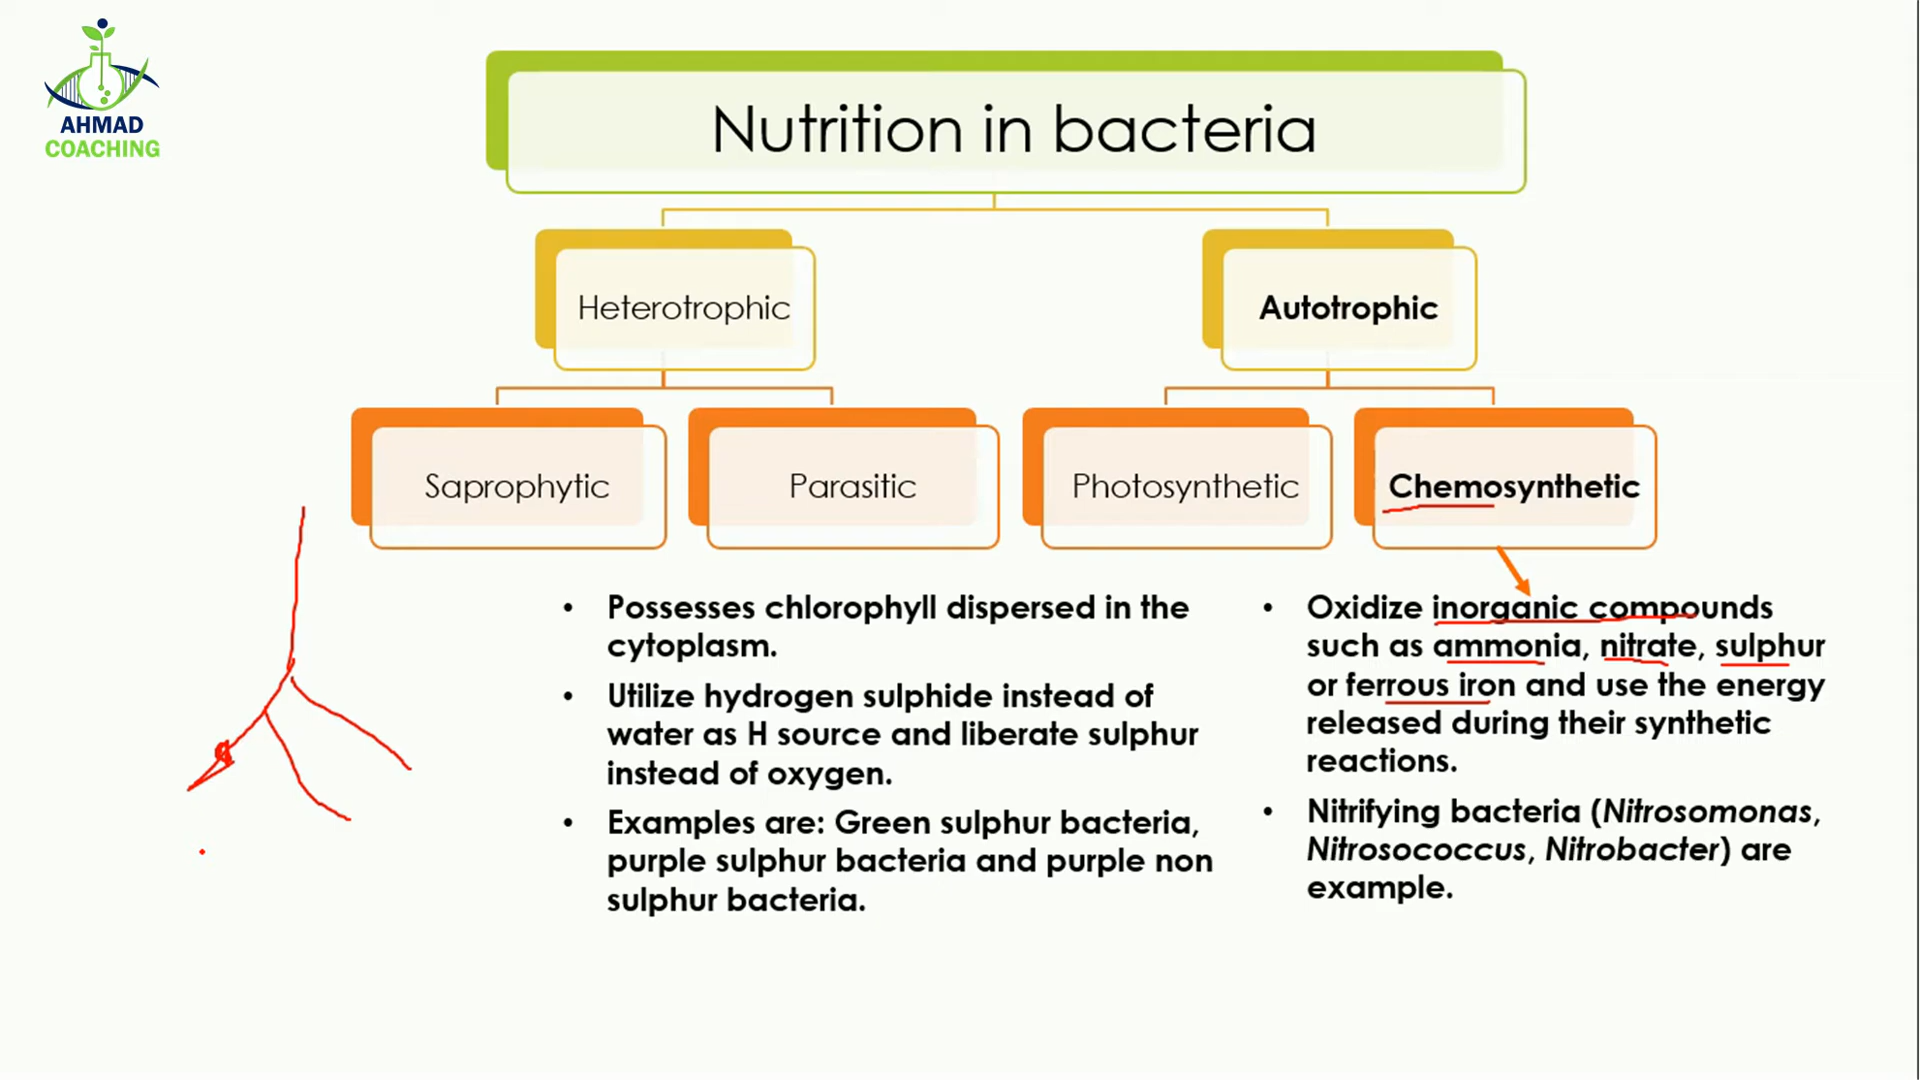 AHMAD
COACHING
Nutrition in bacteria
Heterotrophic
Autotrophic
Saprophytic
Parasitic
Photosynthetic
Chemosynthetic
• Possesses chlorophyll dispersed in the
cytoplasm.
• Utilize hydrogen sulphide instead of
water as H source and liberate sulphur
instead of oxygen.
• Examples are: Green sulphur bacteria,
purple sulphur bacteria and purple non
sulphur bacteria.
• Oxidize inorganic compounds
such as ammonia, nitrate, sulphur
or ferrous iron and use the energy
released during their synthetic
reactions.
• Nitrifying bacteria (Nitrosomonas,
Nitrosococcus, Nitrobacter) are
example.